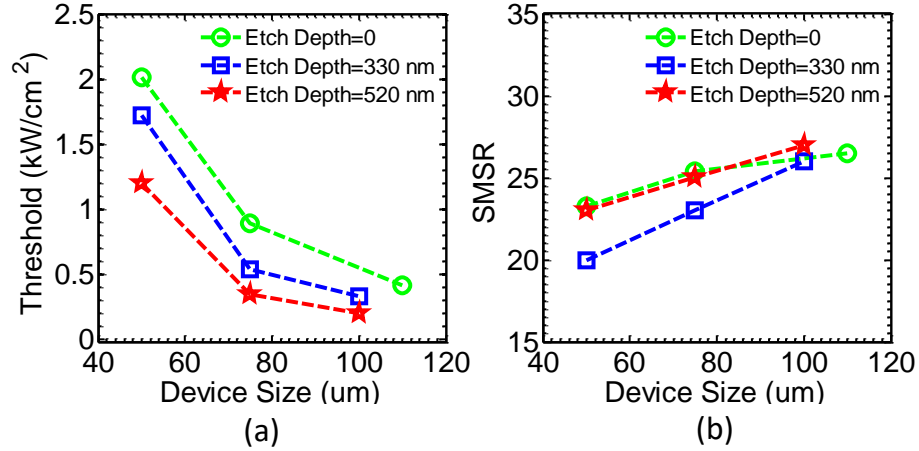 Threshold (kW/cm 2)
2.5
2
1.5
1
0.5
0
40 60 80 100 120
Device Size (um)
Etch Depth=0
Etch Depth=330 nm
Etch Depth=520 nm
(a)
SMSR
35
30
25
20
15
40 60 80 100 120
Device Size (um)
Etch Depth=0
Etch Depth=330 nm
Etch Depth=520 nm
(b)